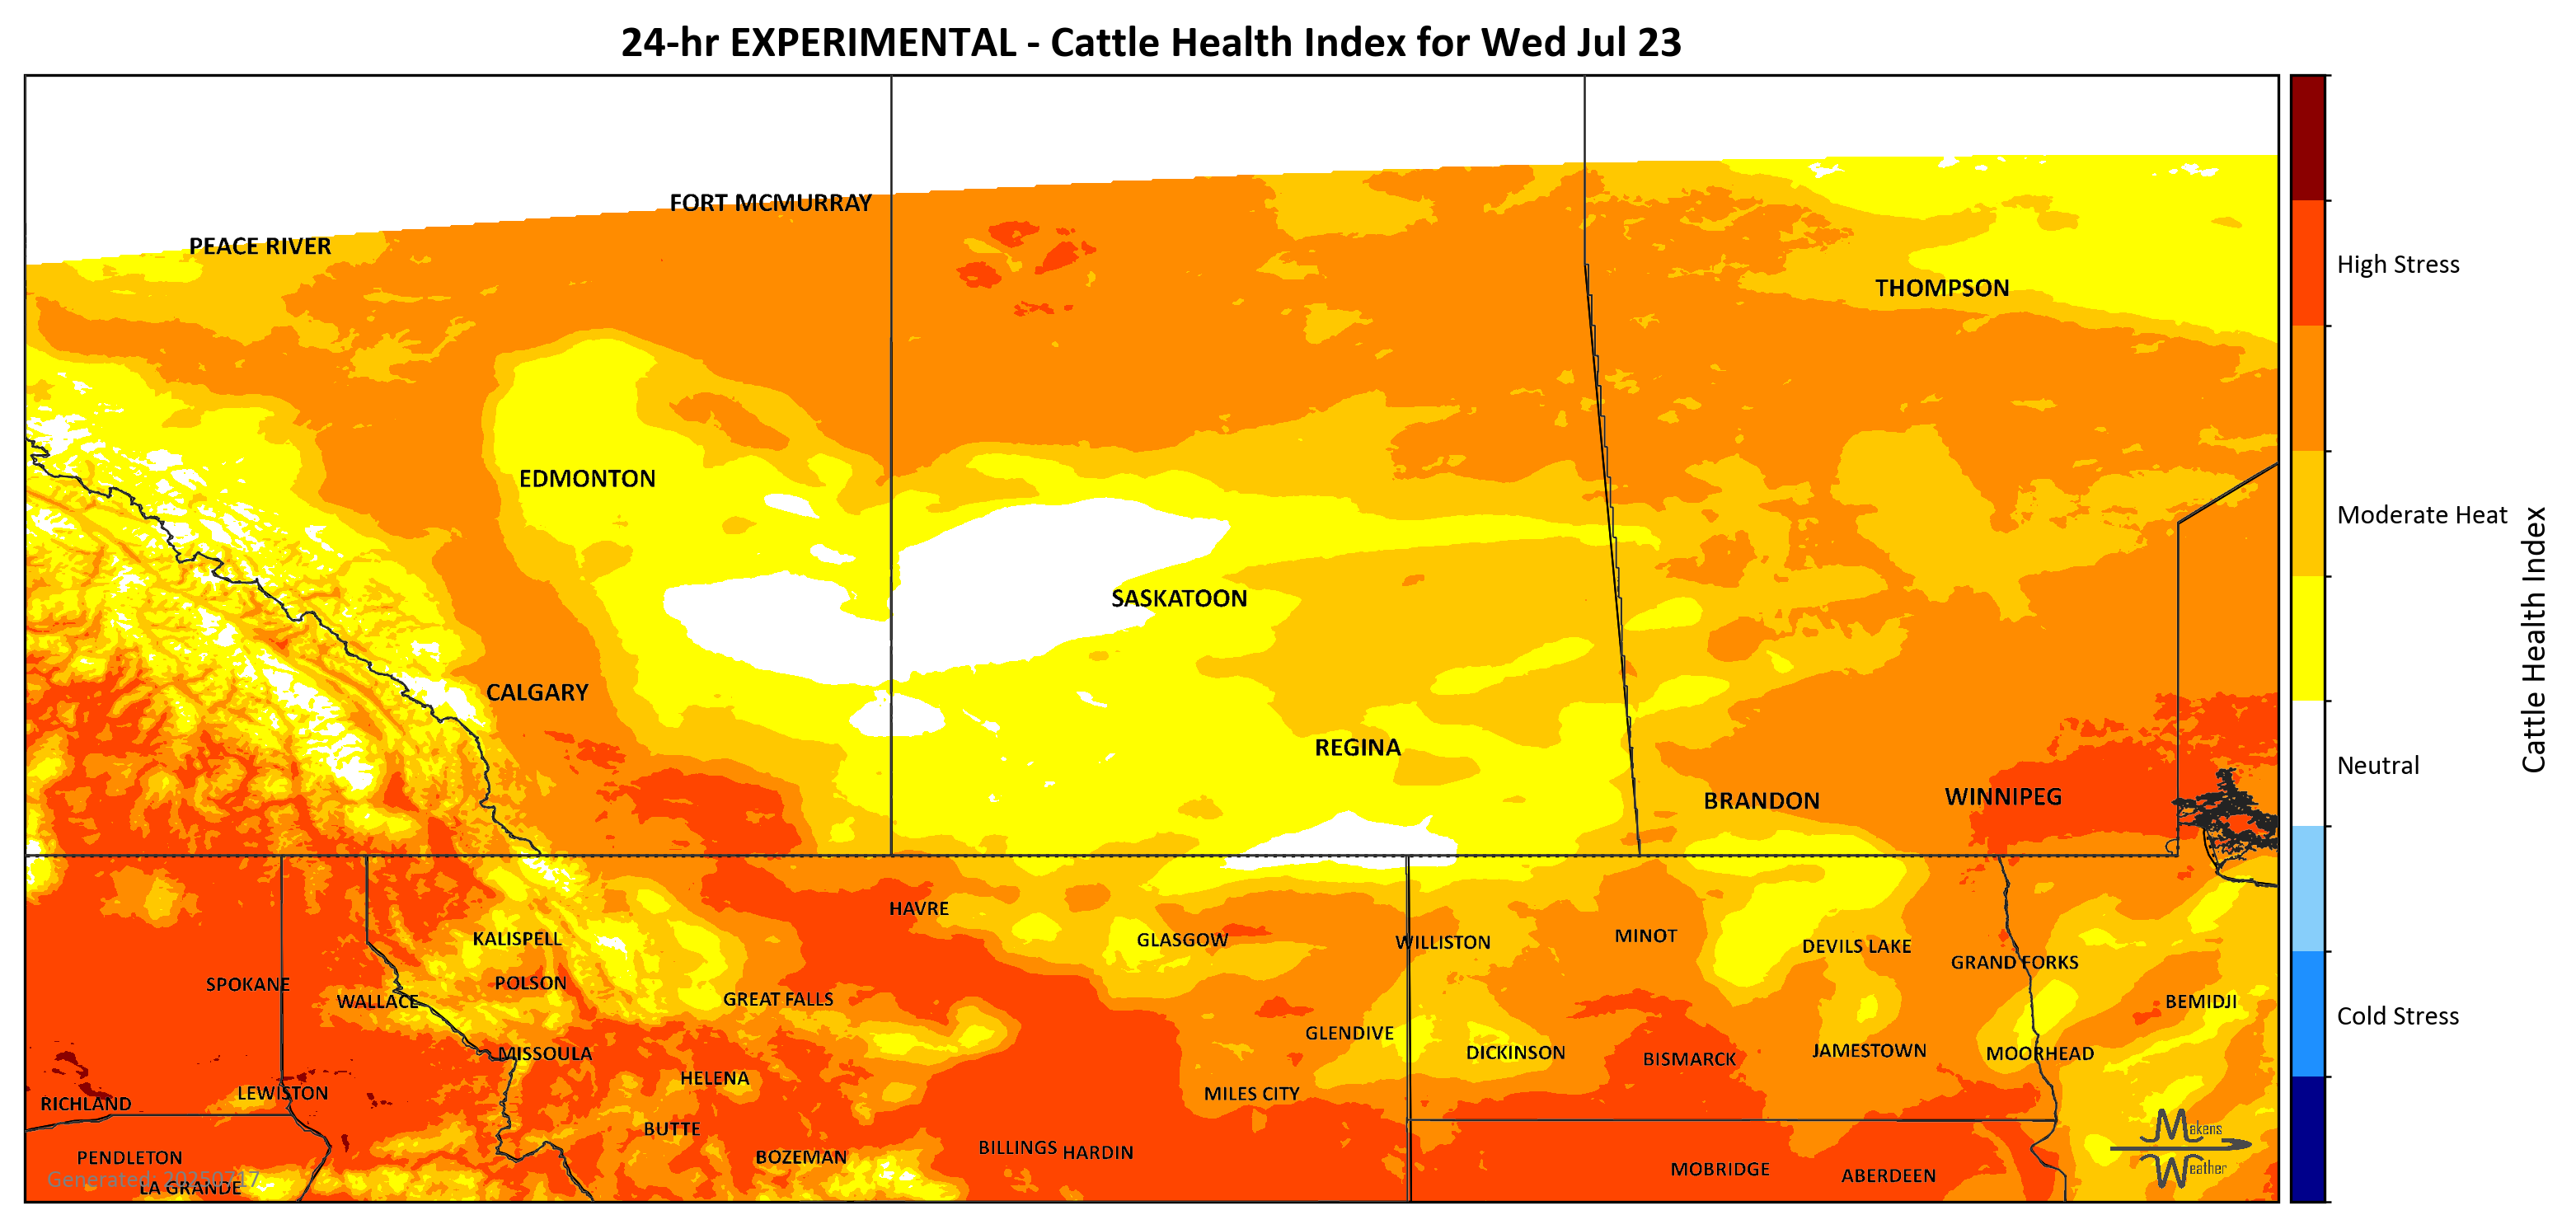 24-hr EXPERIMENTAL - Cattle Health Index for Wed Jul 23
FORT MCMURRAY
PEACE RIVER
High Stress
THOMPSON
EDMONTON
Moderate Heat
SASKATOON
Cattle Health Index
CALGARY
REGINA
Neutral
BRANDON
WINNIPEG
HAVRE
KALISPELL
GLASGOW
WILLISTON
MINOT
DEVILS LAKE
GRAND FORKS
SPOKANE
POLSON
WALLACE
GREAT FALLS
BEMIDJI
Cold Stress
GLENDIVE
MISSOULA
DICKINSON
BISMARCK
JAMESTOWN
MOORHEAD
HELENA
LEWISTON
MILES CITY
RICHLAND
BUTTE
Makens
BILLINGS
HARDIN
PENDLETON
BOZEMAN
MOBRIDGE
ABERDEEN
Weather
Generated: 20250717
LA GRANDE